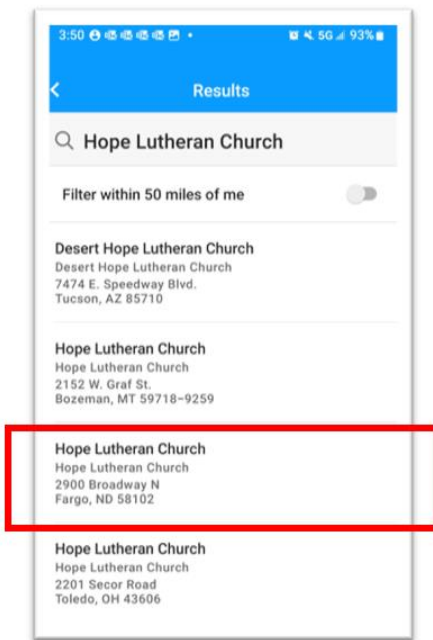 3:50
5G 93%
Results
Hope Lutheran Church
Filter within 50 miles of me
Desert Hope Lutheran Church
Desert Hope Lutheran Church
7474 E. Speedway Blvd.
Tucson, AZ 85710
Hope Lutheran Church
Hope Lutheran Church
2152 W. Graf St.
Bozeman, MT 59718-9259
Hope Lutheran Church
Hope Lutheran Church
2900 Broadway N
Fargo, ND 58102
Hope Lutheran Church
Hope Lutheran Church
2201 Secor Road
Toledo, OH 43606